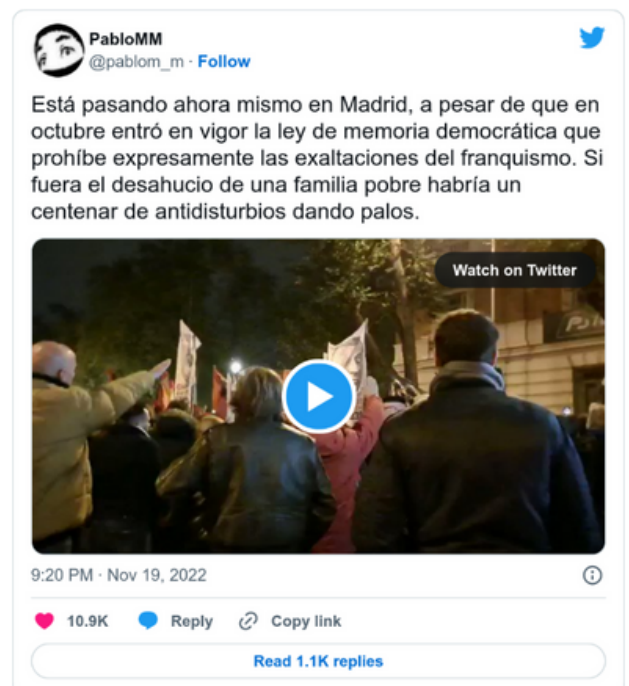 PabloMM
@pablom_m · Follow
Está pasando ahora mismo en Madrid, a pesar de que en
octubre entró en vigor la ley de memoria democrática que
prohíbe expresamente las exaltaciones del franquismo. Si
fuera el desahucio de una familia pobre habría un
centenar de antidisturbios dando palos.
Watch on Twitter
9:20 PM · Nov 19, 2022
10.9K Reply Copy link
Read 1.1K replies